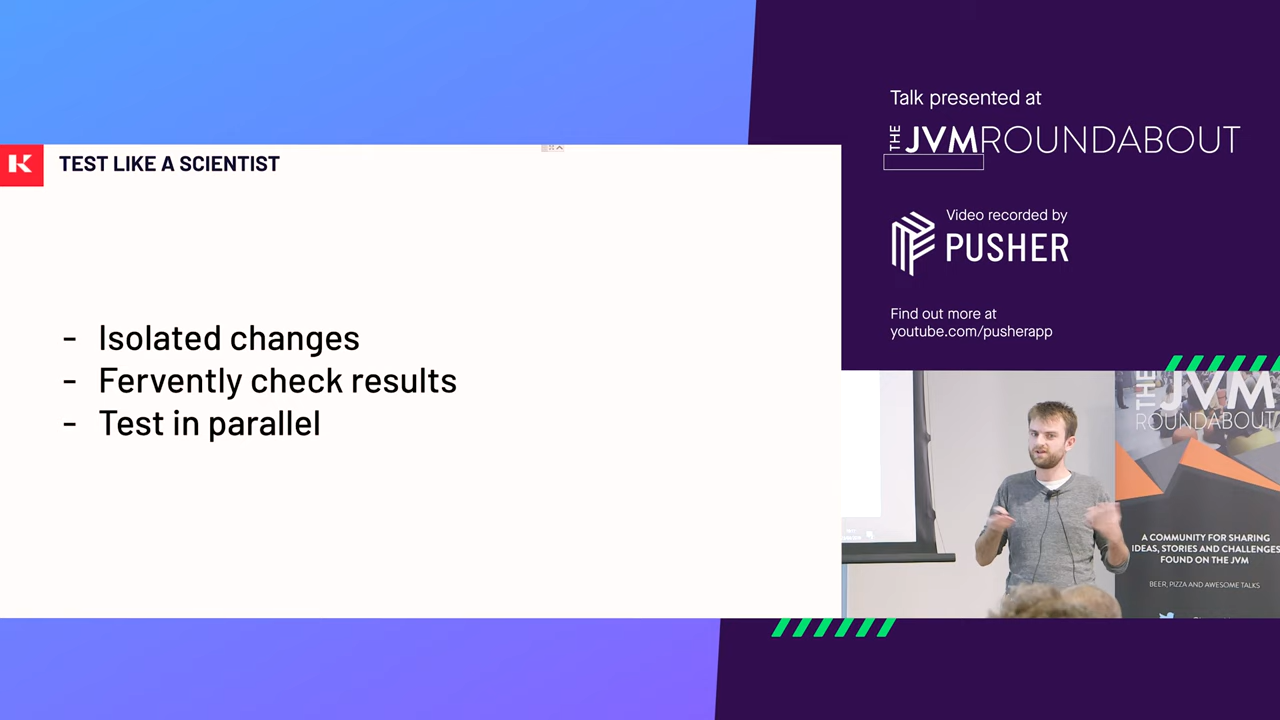 K TEST LIKE A SCIENTIST
- Isolated changes
- Fervently check results
- Test in parallel
Talk presented at
THE JVMROUNDABOUT
Video recorded by
PUSHER
Find out more at
youtube.com/pusherapp
THE JVM
ROUNDABOUT
A COMMUNITY FOR SHARING
IDEAS, STORIES AND CHALLENGES
FOUND ON THE JVM
BEER, PIZZA AND AWESOME TALKS